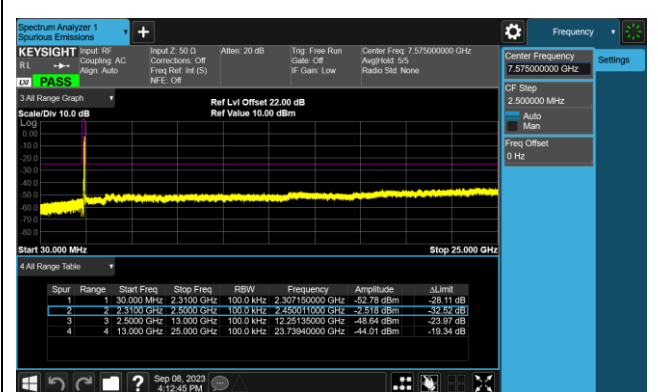 Spectrum Analyzer 1
Spurious Emissions
Frequency
KEYSIGHT Input: RF Input Z: 50 Ω Atten: 20 dB Trig: Free Run Center Freq: 7.575000000 GHz
RL Coupling: AC Corrections: Off Gate: Off Avg|Hold: 5/5
Align: Auto Freq Ref: Int (S) IF Gain: Low Radio Std: None
LXI PASS NFE: Off
Center Frequency
7.575000000 GHz
Settings
CF Step
2.500000 MHz
Auto
Man
Freq Offset
0 Hz
3 All Range Graph
Ref Lvl Offset 22.00 dB
Scale/Div 10.0 dB Ref Value 10.00 dBm
Log
0.00
-10.0
-20.0
-30.0
-40.0
-50.0
-60.0
-70.0
-80.0
Start 30.000 MHz Stop 25.000 GHz
4 All Range Table
Spur Range Start Freq Stop Freq RBW Frequency Amplitude ΔLimit
1 1 30.000 MHz 2.3100 GHz 100.0 kHz 2.307150000 GHz -52.78 dBm -28.11 dB
2 2 2.3100 GHz 2.5000 GHz 100.0 kHz 2.450011000 GHz -2.518 dBm -32.52 dB
3 3 2.5000 GHz 13.000 GHz 100.0 kHz 12.25135000 GHz -48.64 dBm -23.97 dB
4 4 13.000 GHz 25.000 GHz 100.0 kHz 23.73940000 GHz -44.01 dBm -19.34 dB
Sep 08, 2023
4:12:45 PM